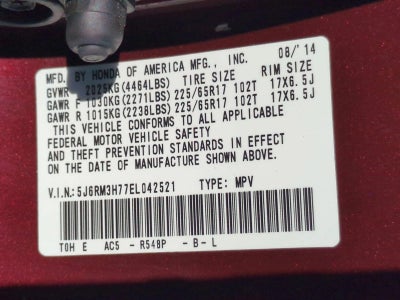 MFD. BY HONDA OF AMERICA MFG., INC. 08/'14
GVWR 2025KG(4464LBS) TIRE SIZE RIM SIZE
GAWR F 1030KG(2271LBS) 225/65R17 102T 17X6.5J
GAWR R 1015KG(2238LBS) 225/65R17 102T 17X6.5J
THIS VEHICLE CONFORMS TO ALL APPLICABLE
FEDERAL MOTOR VEHICLE SAFETY
AND THEFT PREVENTION STANDARDS IN EFFECT
ON THE DATE OF MANUFACTURE SHOWN ABOVE.
V.I.N.: 5J6RM3H77EL042521 TYPE: MPV
TOH E AC5 - R548P - B - L